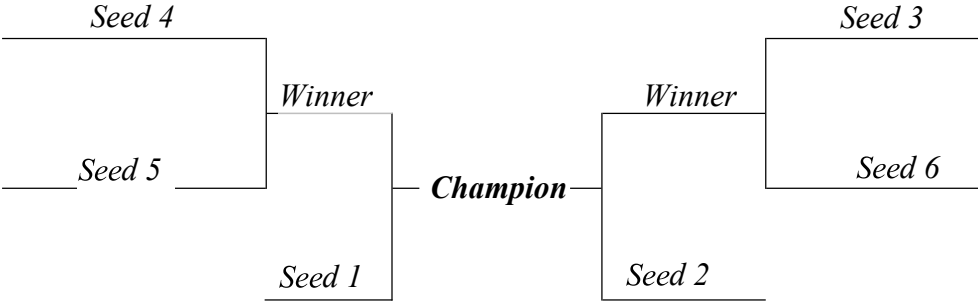 Seed 4
Seed 3
Winner
Winner
Seed 5
Seed 6
Champion
Seed 1
Seed 2